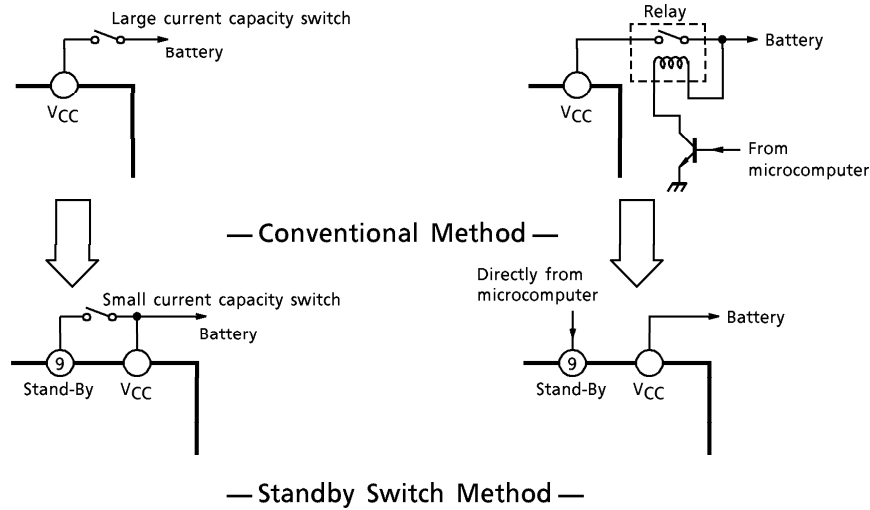 Large current capacity switch
Battery
VCC
Relay
Battery
VCC
From
microcomputer
— Conventional Method —
Small current capacity switch
Battery
9
Stand-By
VCC
Directly from
microcomputer
Battery
9
Stand-By
VCC
— Standby Switch Method —